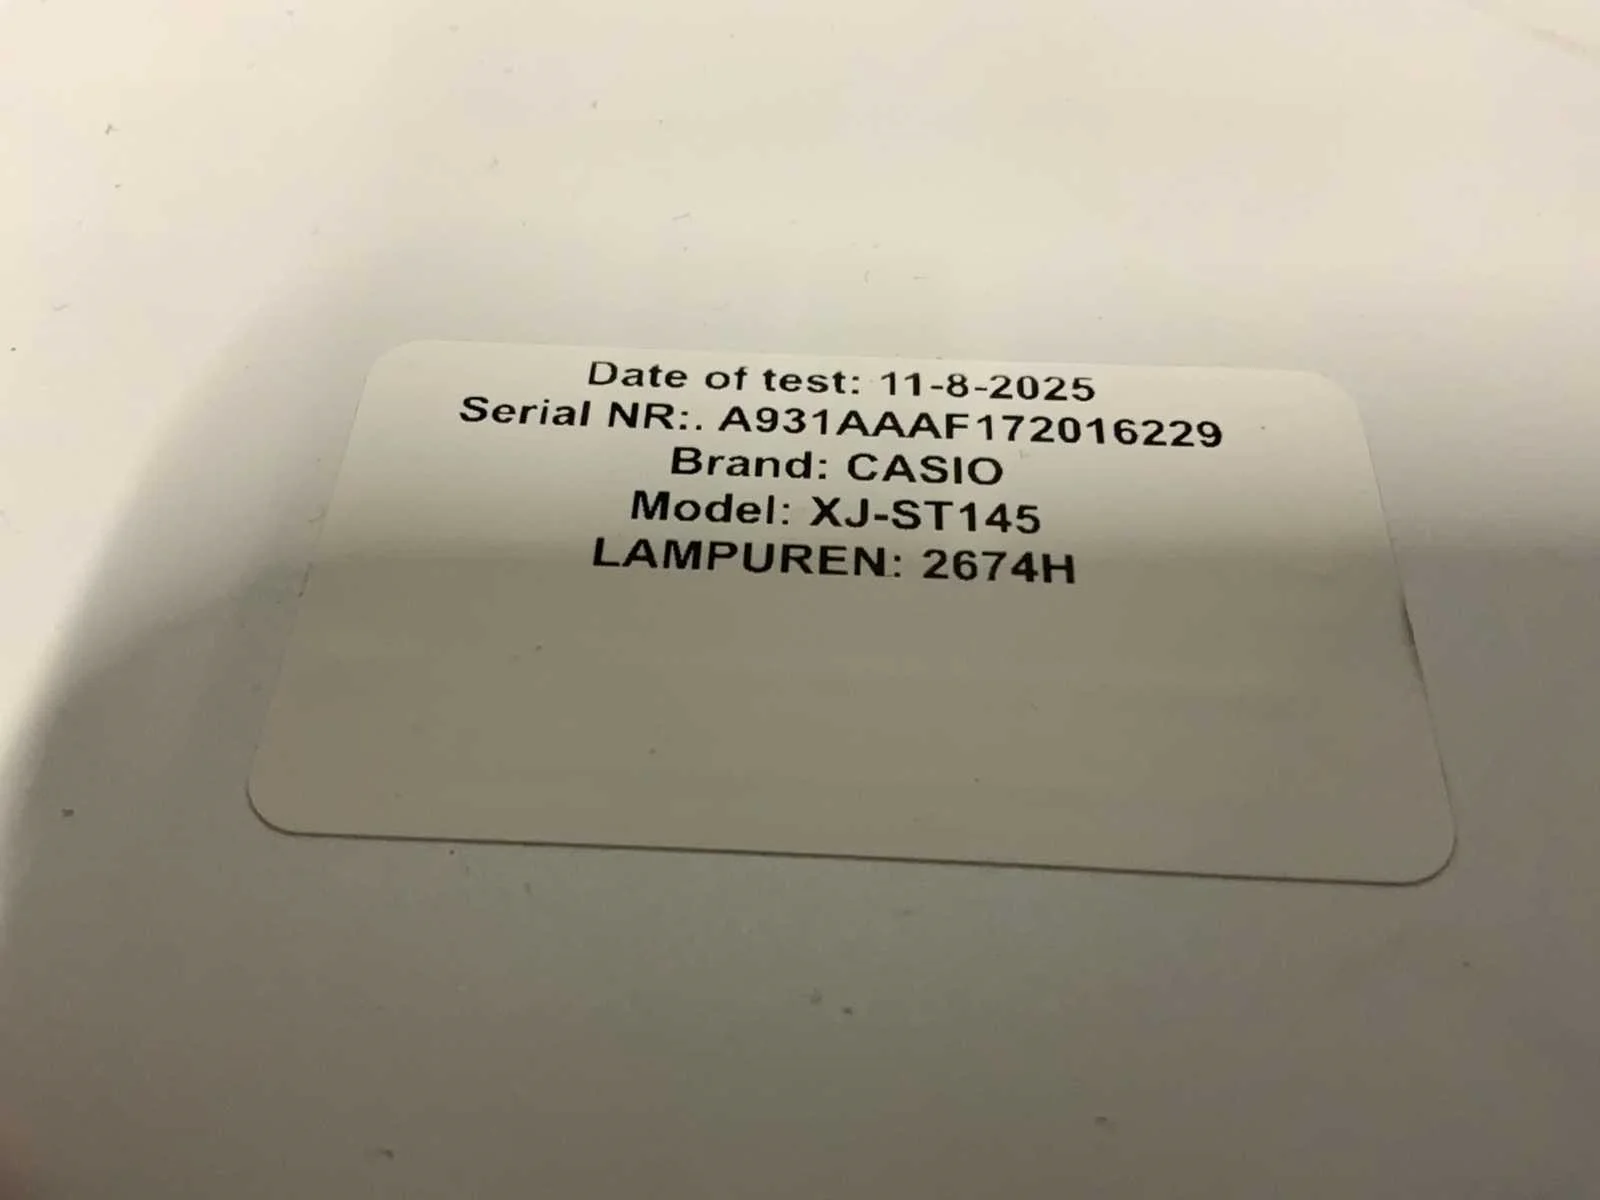 Date of test: 11-8-2025
Serial NR:. A931AAAF172016229
Brand: CASIO
Model: XJ-ST145
LAMPUREN: 2674H